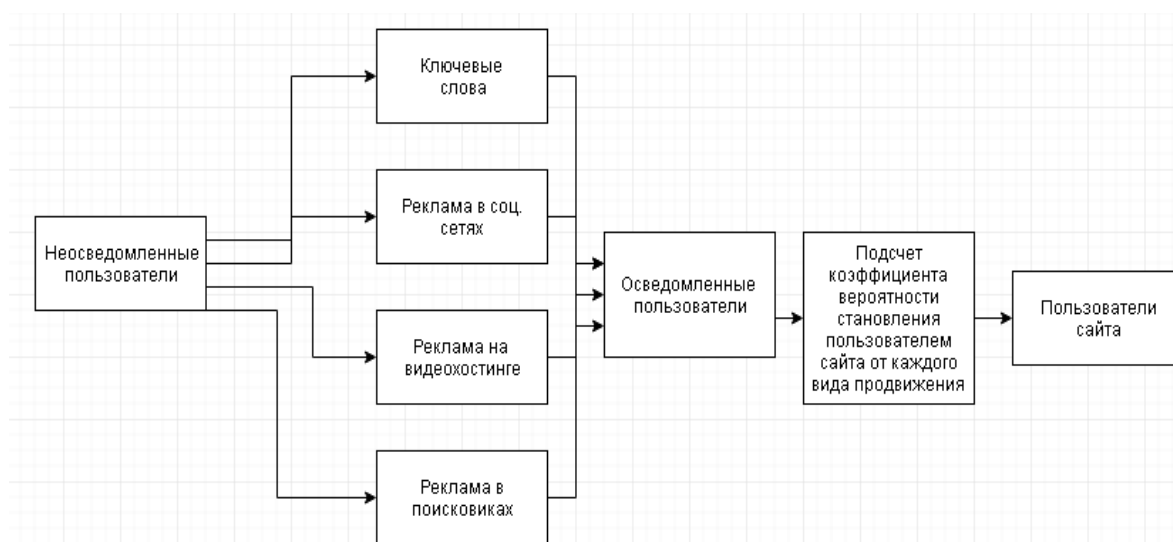 Ключевые
слова
Реклама в соц.
сетях
Неосведомленные
пользователи
Реклама на
видеохостинге
Реклама в
поисковиках
Осведомленные
пользователи
Подсчет
коэффициента
вероятности
становления
пользователем
сайта от каждого
вида продвижения
Пользователи
сайта